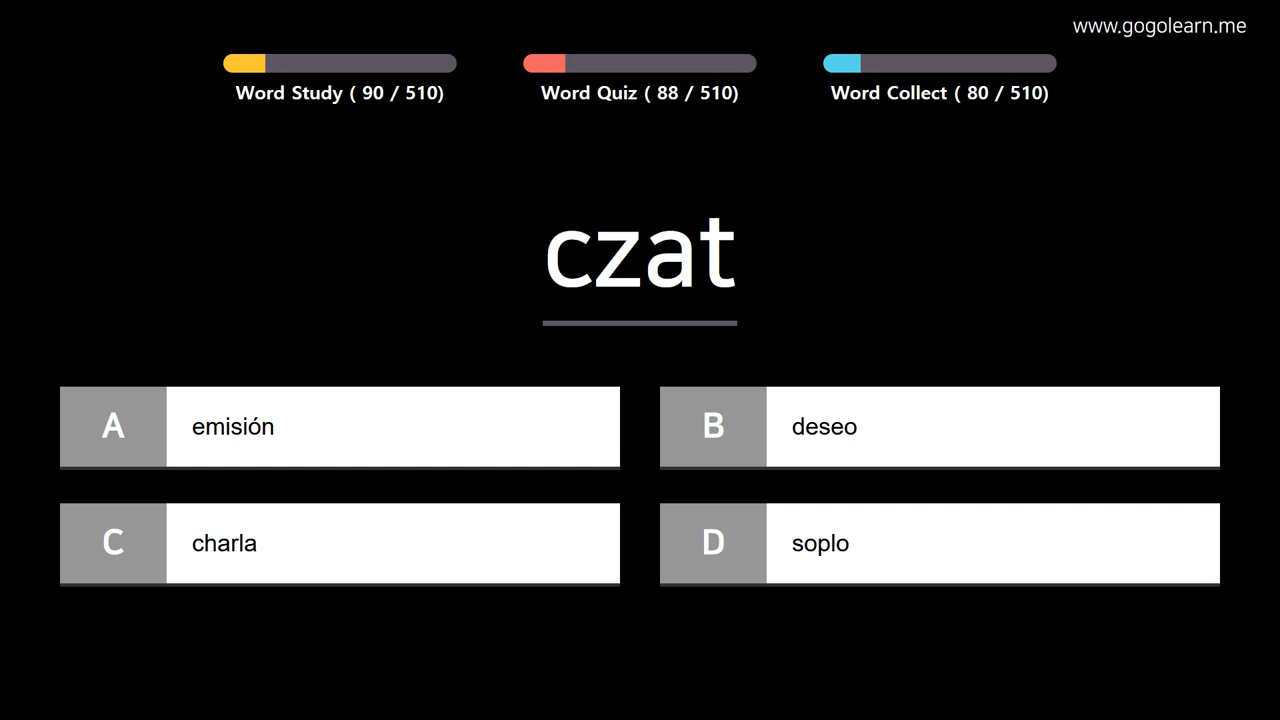 www.gogolearn.me
Word Study ( 90 / 510)
Word Quiz ( 88 / 510)
Word Collect ( 80 / 510)
czat
A emisión
B deseo
C charla
D soplo